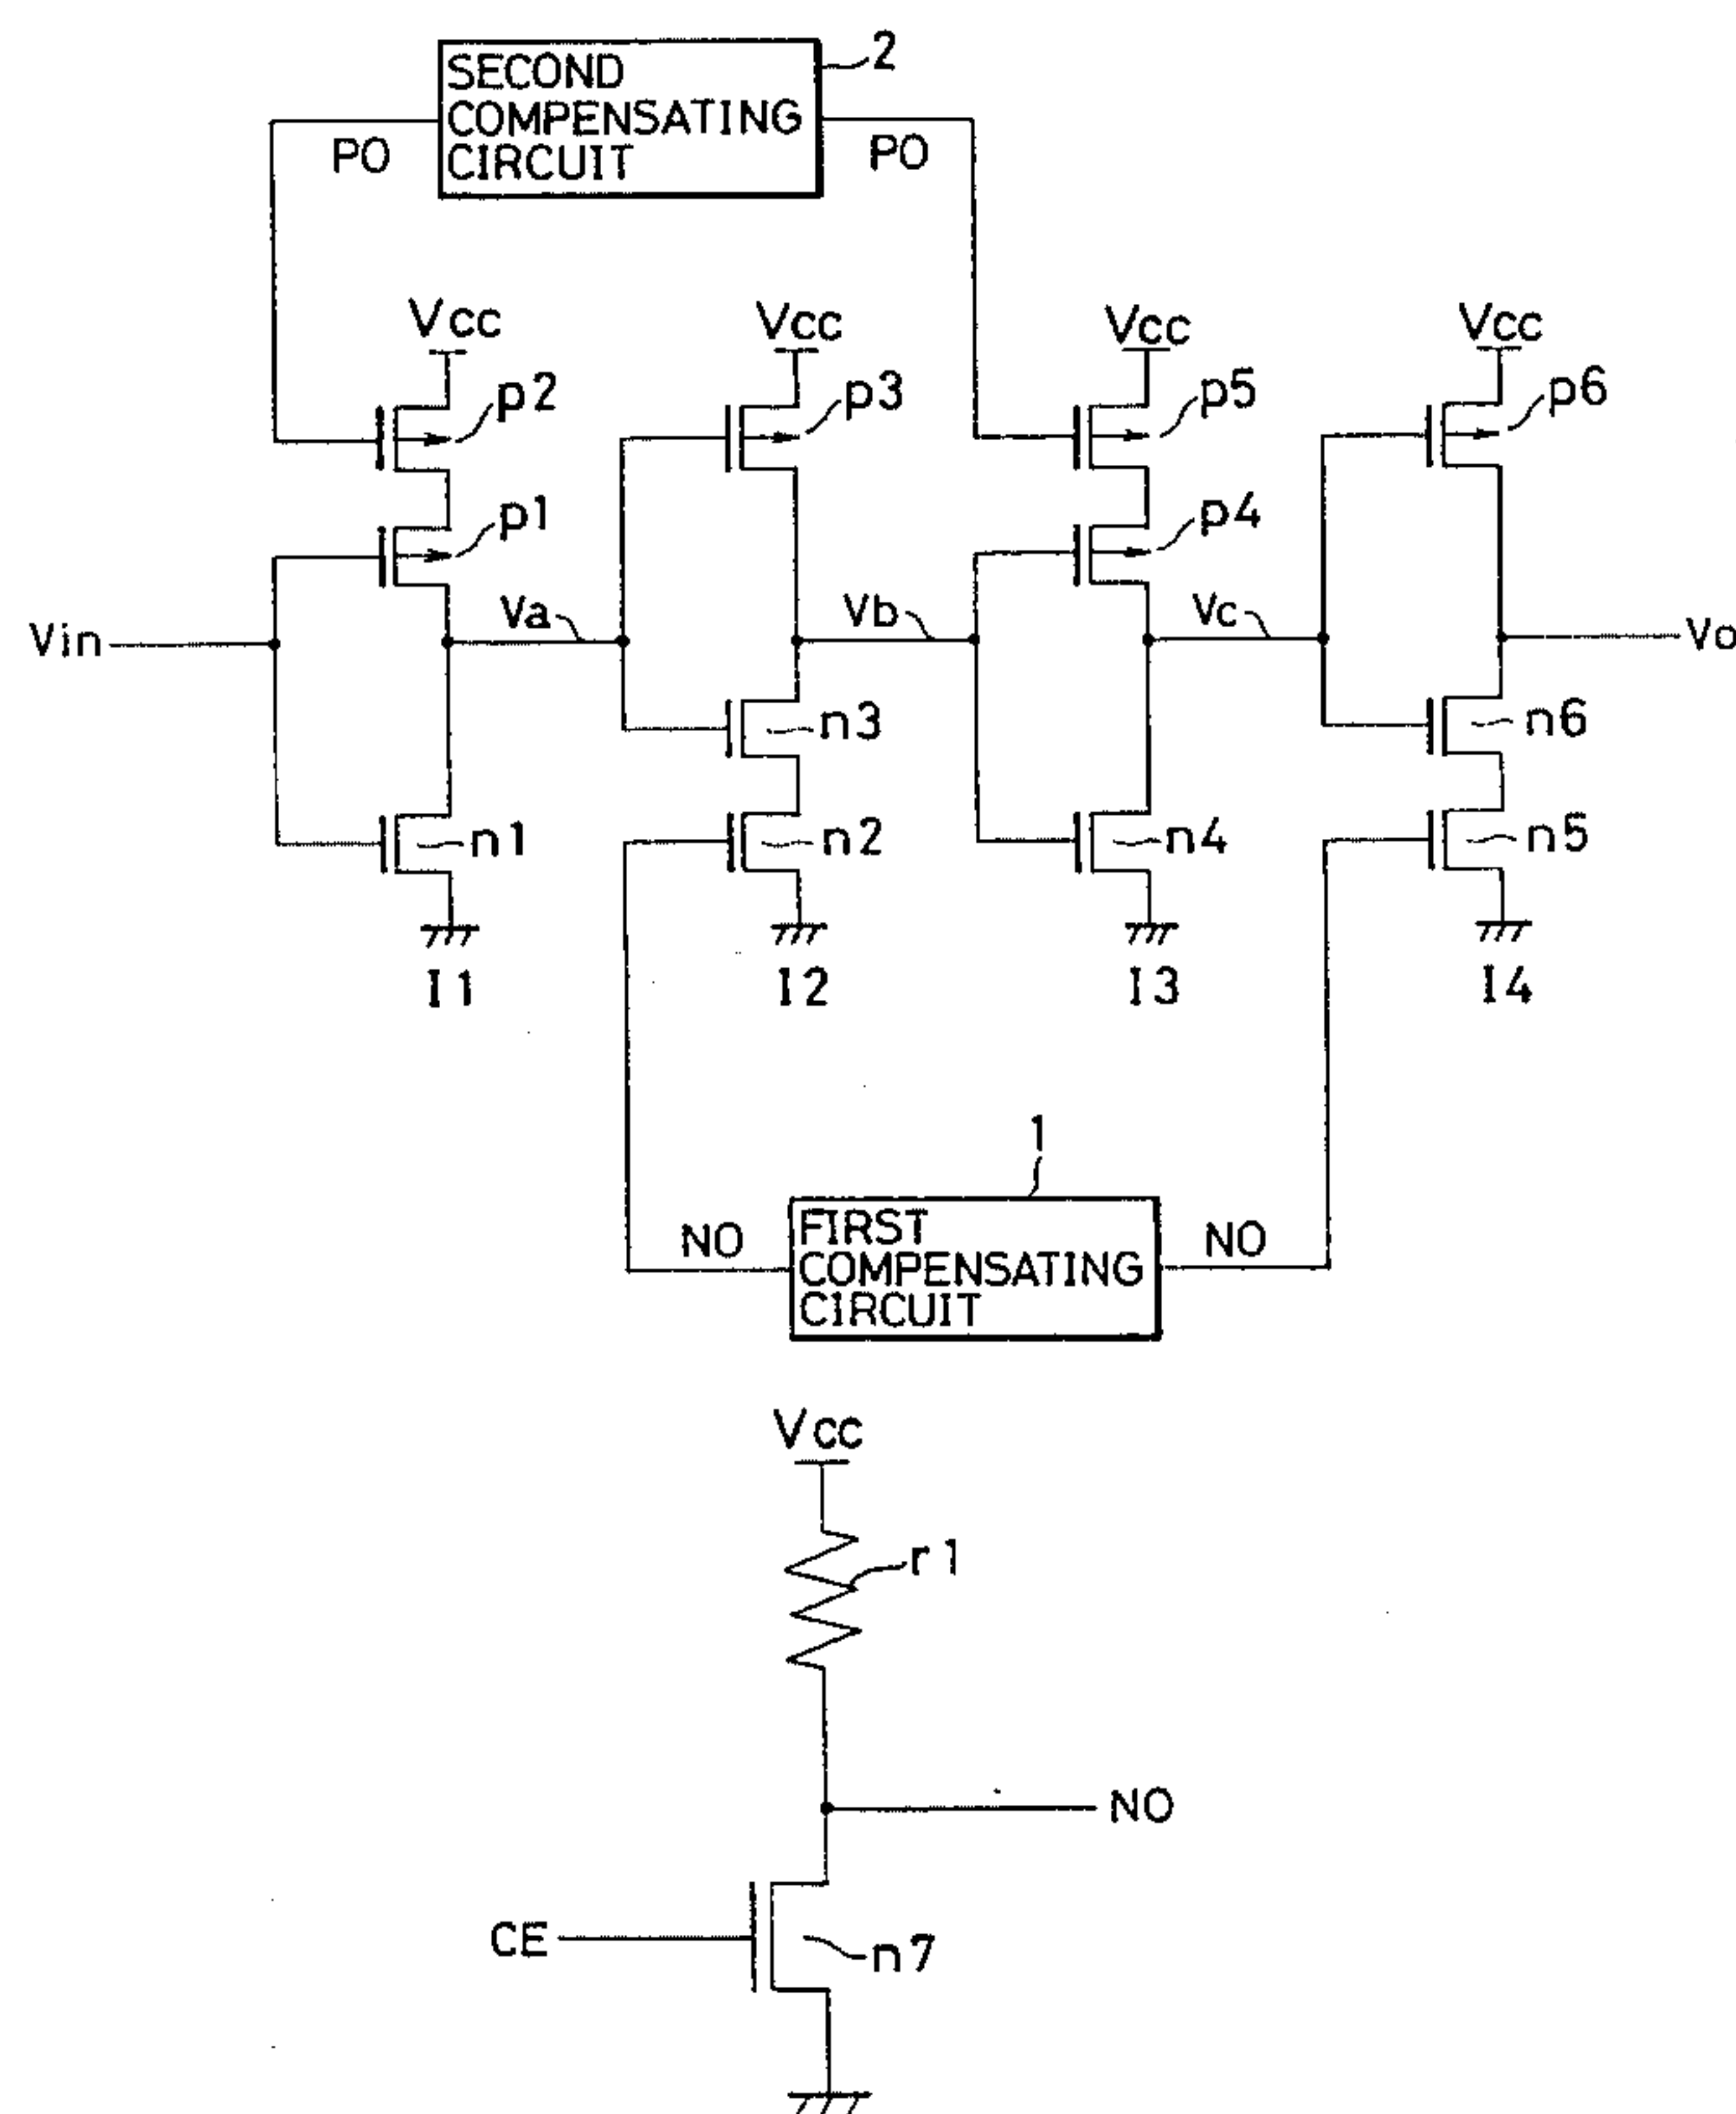 2
SECOND
COMPENSATING
CIRCUIT
PO
PO
Vcc
Vcc
Vcc
Vcc
p2
p3
p5
p6
p1
p4
Vin
Va
Vb
Vc
Vo
n3
n6
n1
n2
n4
n5
I1
I2
I3
I4
1
FIRST
COMPENSATING
CIRCUIT
NO
NO
Vcc
r1
NO
CE
n7